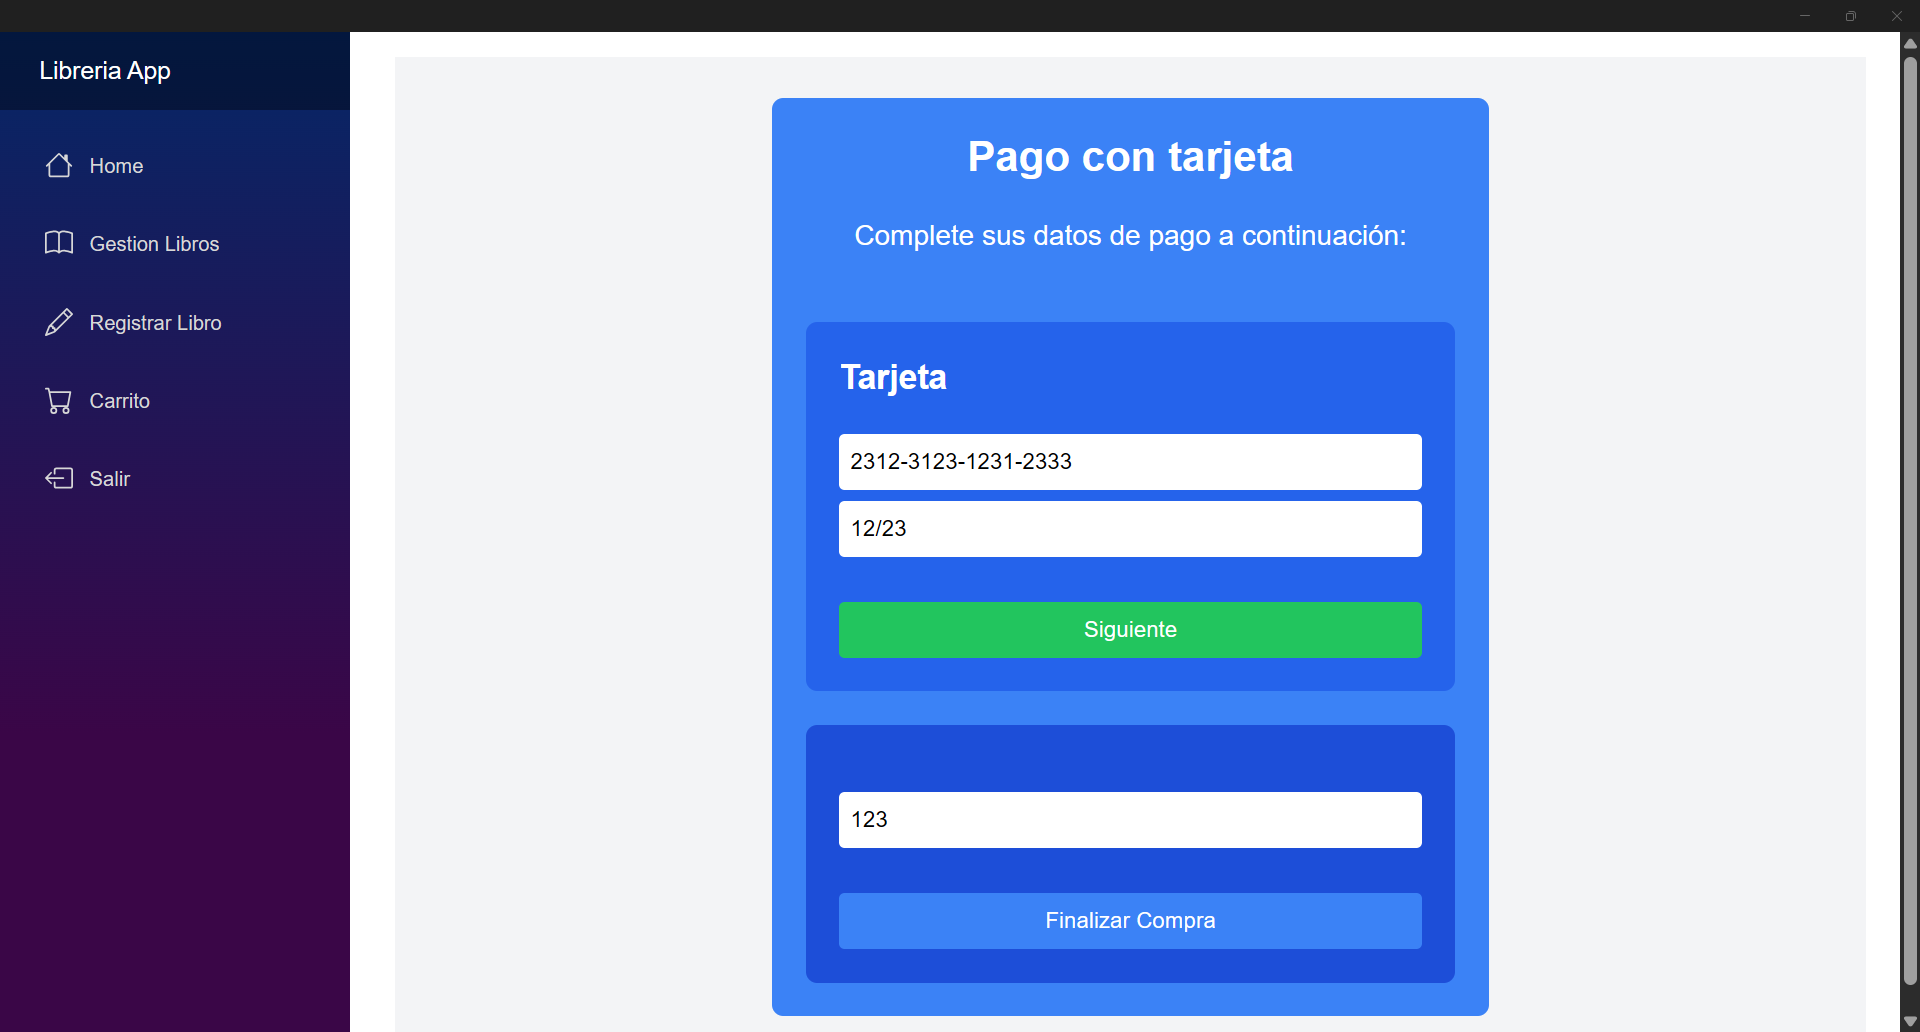 Libreria App
Home
Gestion Libros
Registrar Libro
Carrito
Salir
Pago con tarjeta
Complete sus datos de pago a continuación:
Tarjeta
2312-3123-1231-2333
12/23
Siguiente
123
Finalizar Compra